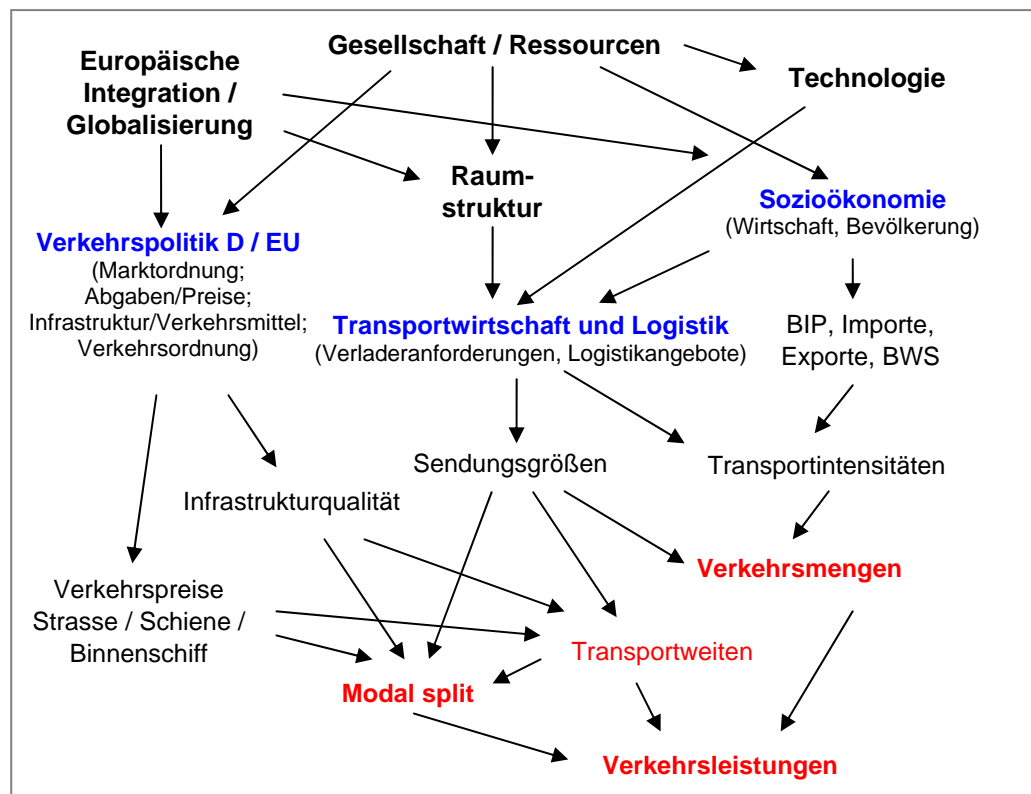 Gesellschaft / Ressourcen
Europäische
Integration /
Globalisierung
Technologie
Raum-
struktur
Sozioökonomie
(Wirtschaft, Bevölkerung)
Verkehrspolitik D / EU
(Marktordnung;
Abgaben/Preise;
Infrastruktur/Verkehrsmittel;
Verkehrsordnung)
Transportwirtschaft und Logistik
(Verladeranforderungen, Logistikangebote)
BIP, Importe,
Exporte, BWS
Sendungsgrößen
Transportintensitäten
Infrastrukturqualität
Verkehrsmengen
Verkehrspreise
Strasse / Schiene /
Binnenschiff
Transportweiten
Modal split
Verkehrsleistungen